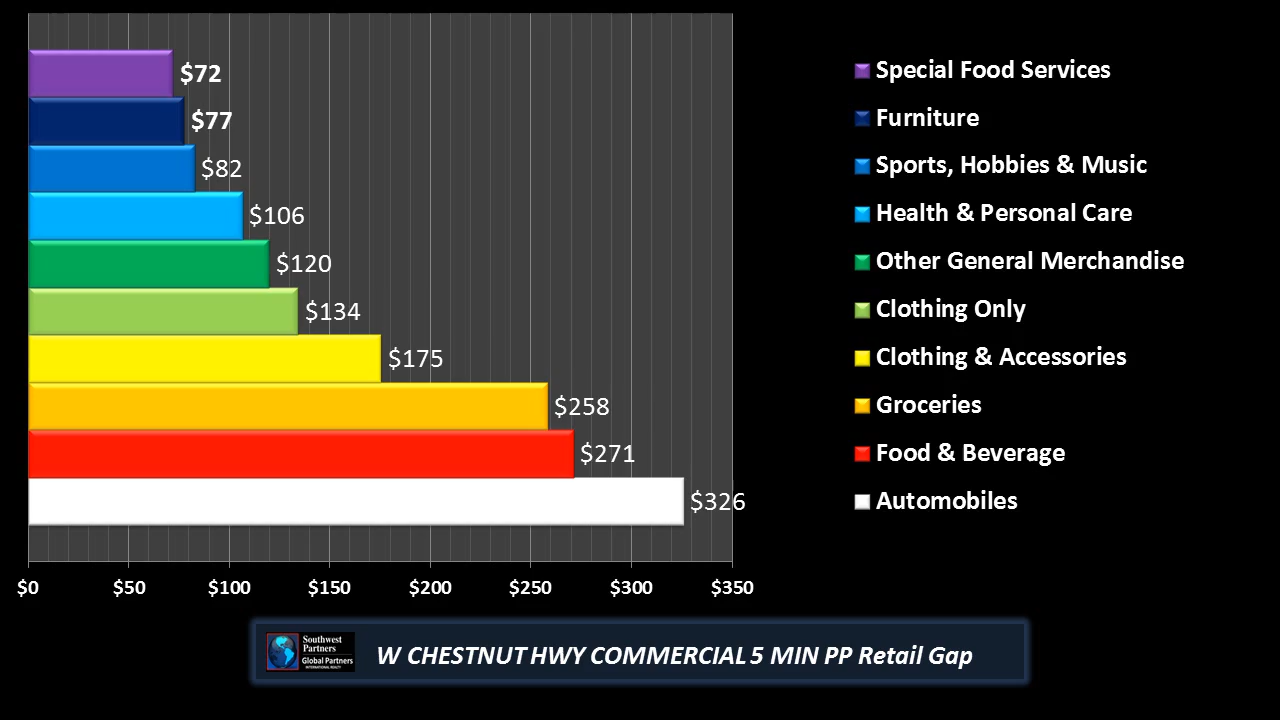 $72
$77
$82
$106
$120
$134
$175
$258
$271
$326
$0 $50 $100 $150 $200 $250 $300 $350
Special Food Services
Furniture
Sports, Hobbies & Music
Health & Personal Care
Other General Merchandise
Clothing Only
Clothing & Accessories
Groceries
Food & Beverage
Automobiles
Southwest
Partners
Global Partners
INTERNATIONAL REALTY
W CHESTNUT HWY COMMERCIAL 5 MIN PP Retail Gap